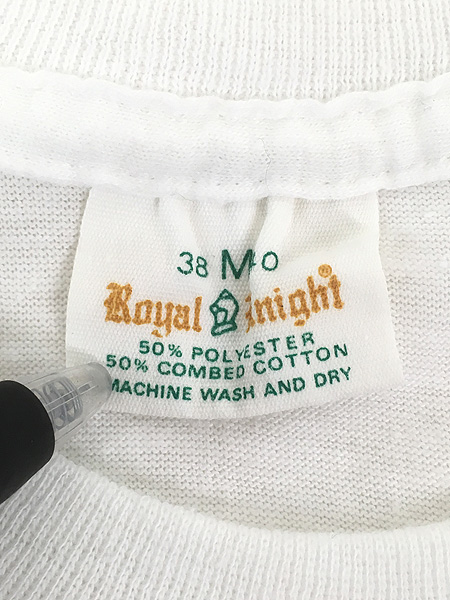 38 M 40
Royal Knight®
50% POLYESTER
50% COMBED COTTON
MACHINE WASH AND DRY